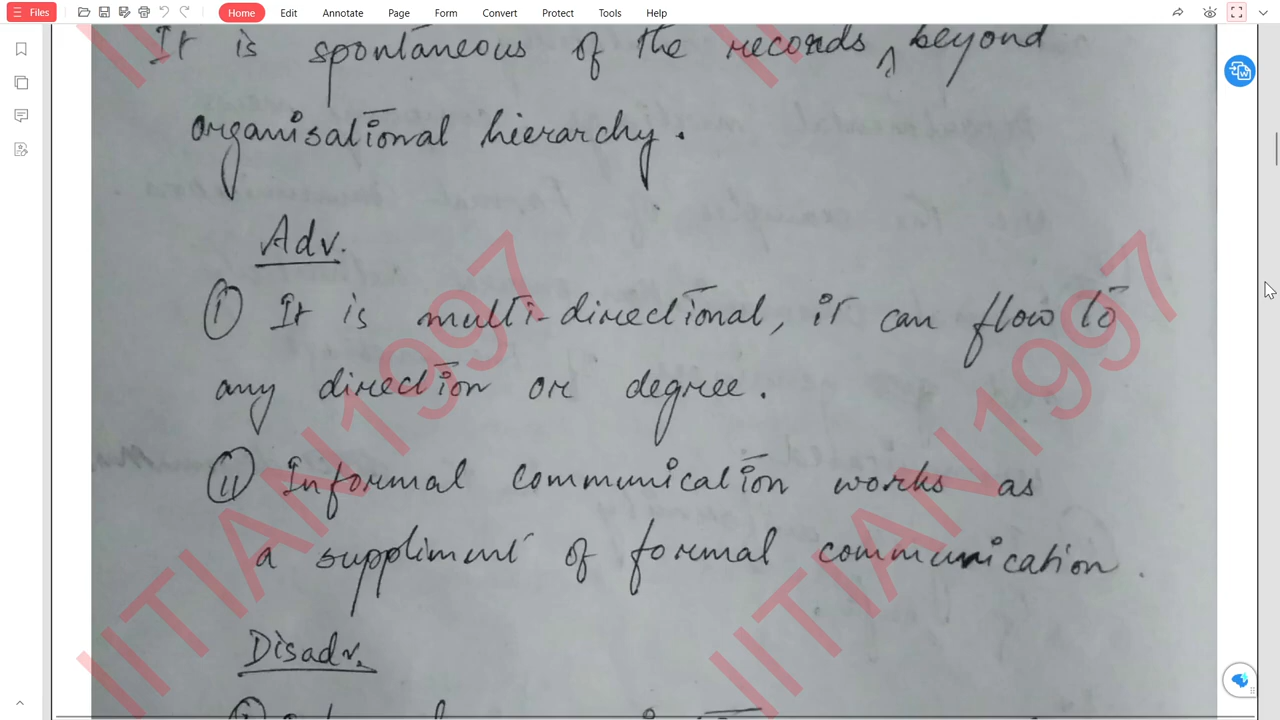 Files
Home Edit Annotate Page Form Convert Protect Tools Help
It is spontaneous of the records ^ beyond
organisational hierarchy.
Adv.
(i) It is multi-directional, it can flow to
any direction or degree.
(ii) Informal communication works as
a suppliment of formal communication.
Disadv.
IITIAN1997
IITIAN1997